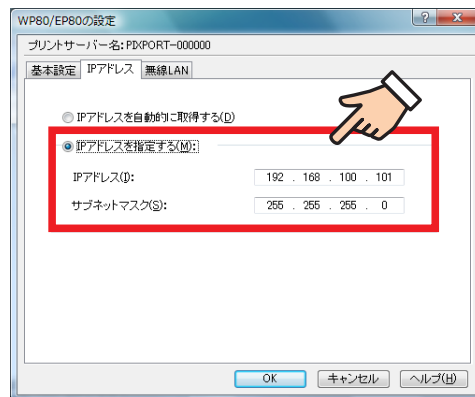 WP80/EP80の設定
プリントサーバー名:PIXPORT-000000
基本設定 IPアドレス 無線LAN
IPアドレスを自動的に取得する(D)
IPアドレスを指定する(M):
IPアドレス(I): 192 . 168 . 100 . 101
サブネットマスク(S): 255 . 255 . 255 . 0
OK キャンセル ヘルプ(H)